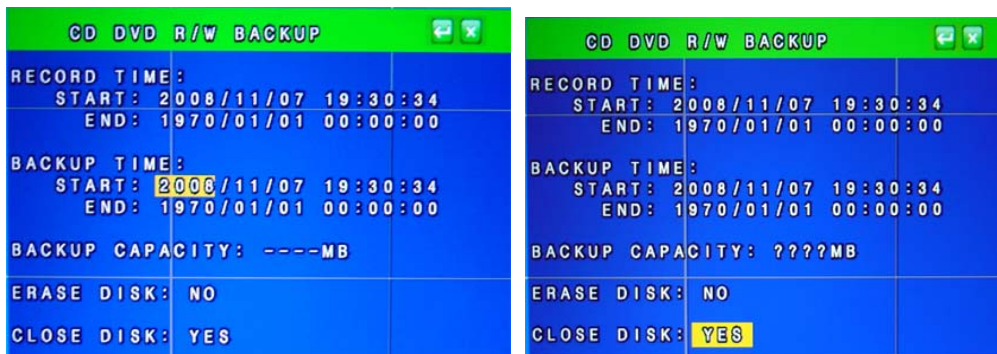 CD DVD R/W BACKUP
RECORD TIME:
START: 2008/11/07 19:30:34
END: 1970/01/01 00:00:00
BACKUP TIME:
START: 2008/11/07 19:30:34
END: 1970/01/01 00:00:00
BACKUP CAPACITY: ----MB
ERASE DISK: NO
CLOSE DISK: YES
CD DVD R/W BACKUP
RECORD TIME:
START: 2008/11/07 19:30:34
END: 1970/01/01 00:00:00
BACKUP TIME:
START: 2008/11/07 19:30:34
END: 1970/01/01 00:00:00
BACKUP CAPACITY: ????MB
ERASE DISK: NO
CLOSE DISK: YES